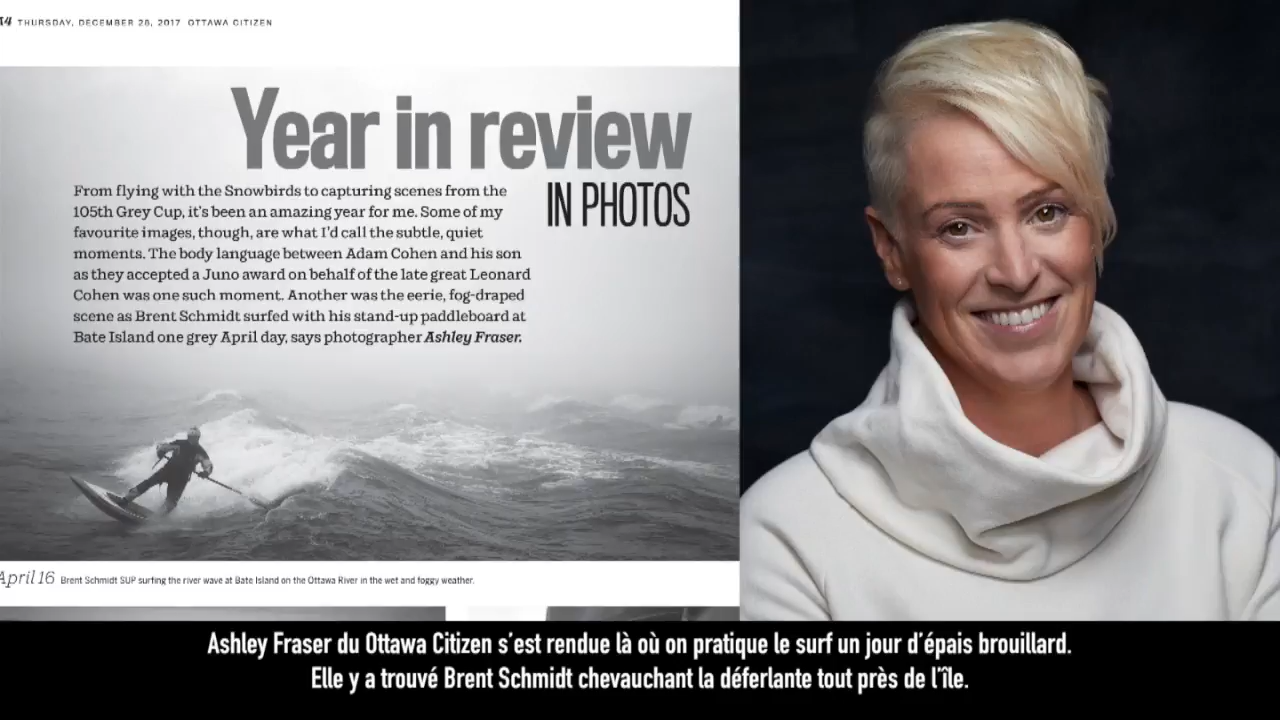 A4 THURSDAY, DECEMBER 28, 2017 OTTAWA CITIZEN
Year in review
IN PHOTOS
From flying with the Snowbirds to capturing scenes from the
105th Grey Cup, it's been an amazing year for me. Some of my
favourite images, though, are what I'd call the subtle, quiet
moments. The body language between Adam Cohen and his son
as they accepted a Juno award on behalf of the late great Leonard
Cohen was one such moment. Another was the eerie, fog-draped
scene as Brent Schmidt surfed with his stand-up paddleboard at
Bate Island one grey April day, says photographer Ashley Fraser.
April 16 Brent Schmidt SUP surfing the river wave at Bate Island on the Ottawa River in the wet and foggy weather.
Ashley Fraser du Ottawa Citizen s'est rendue là où on pratique le surf un jour d'épais brouillard.
Elle y a trouvé Brent Schmidt chevauchant la déferlante tout près de l'île.